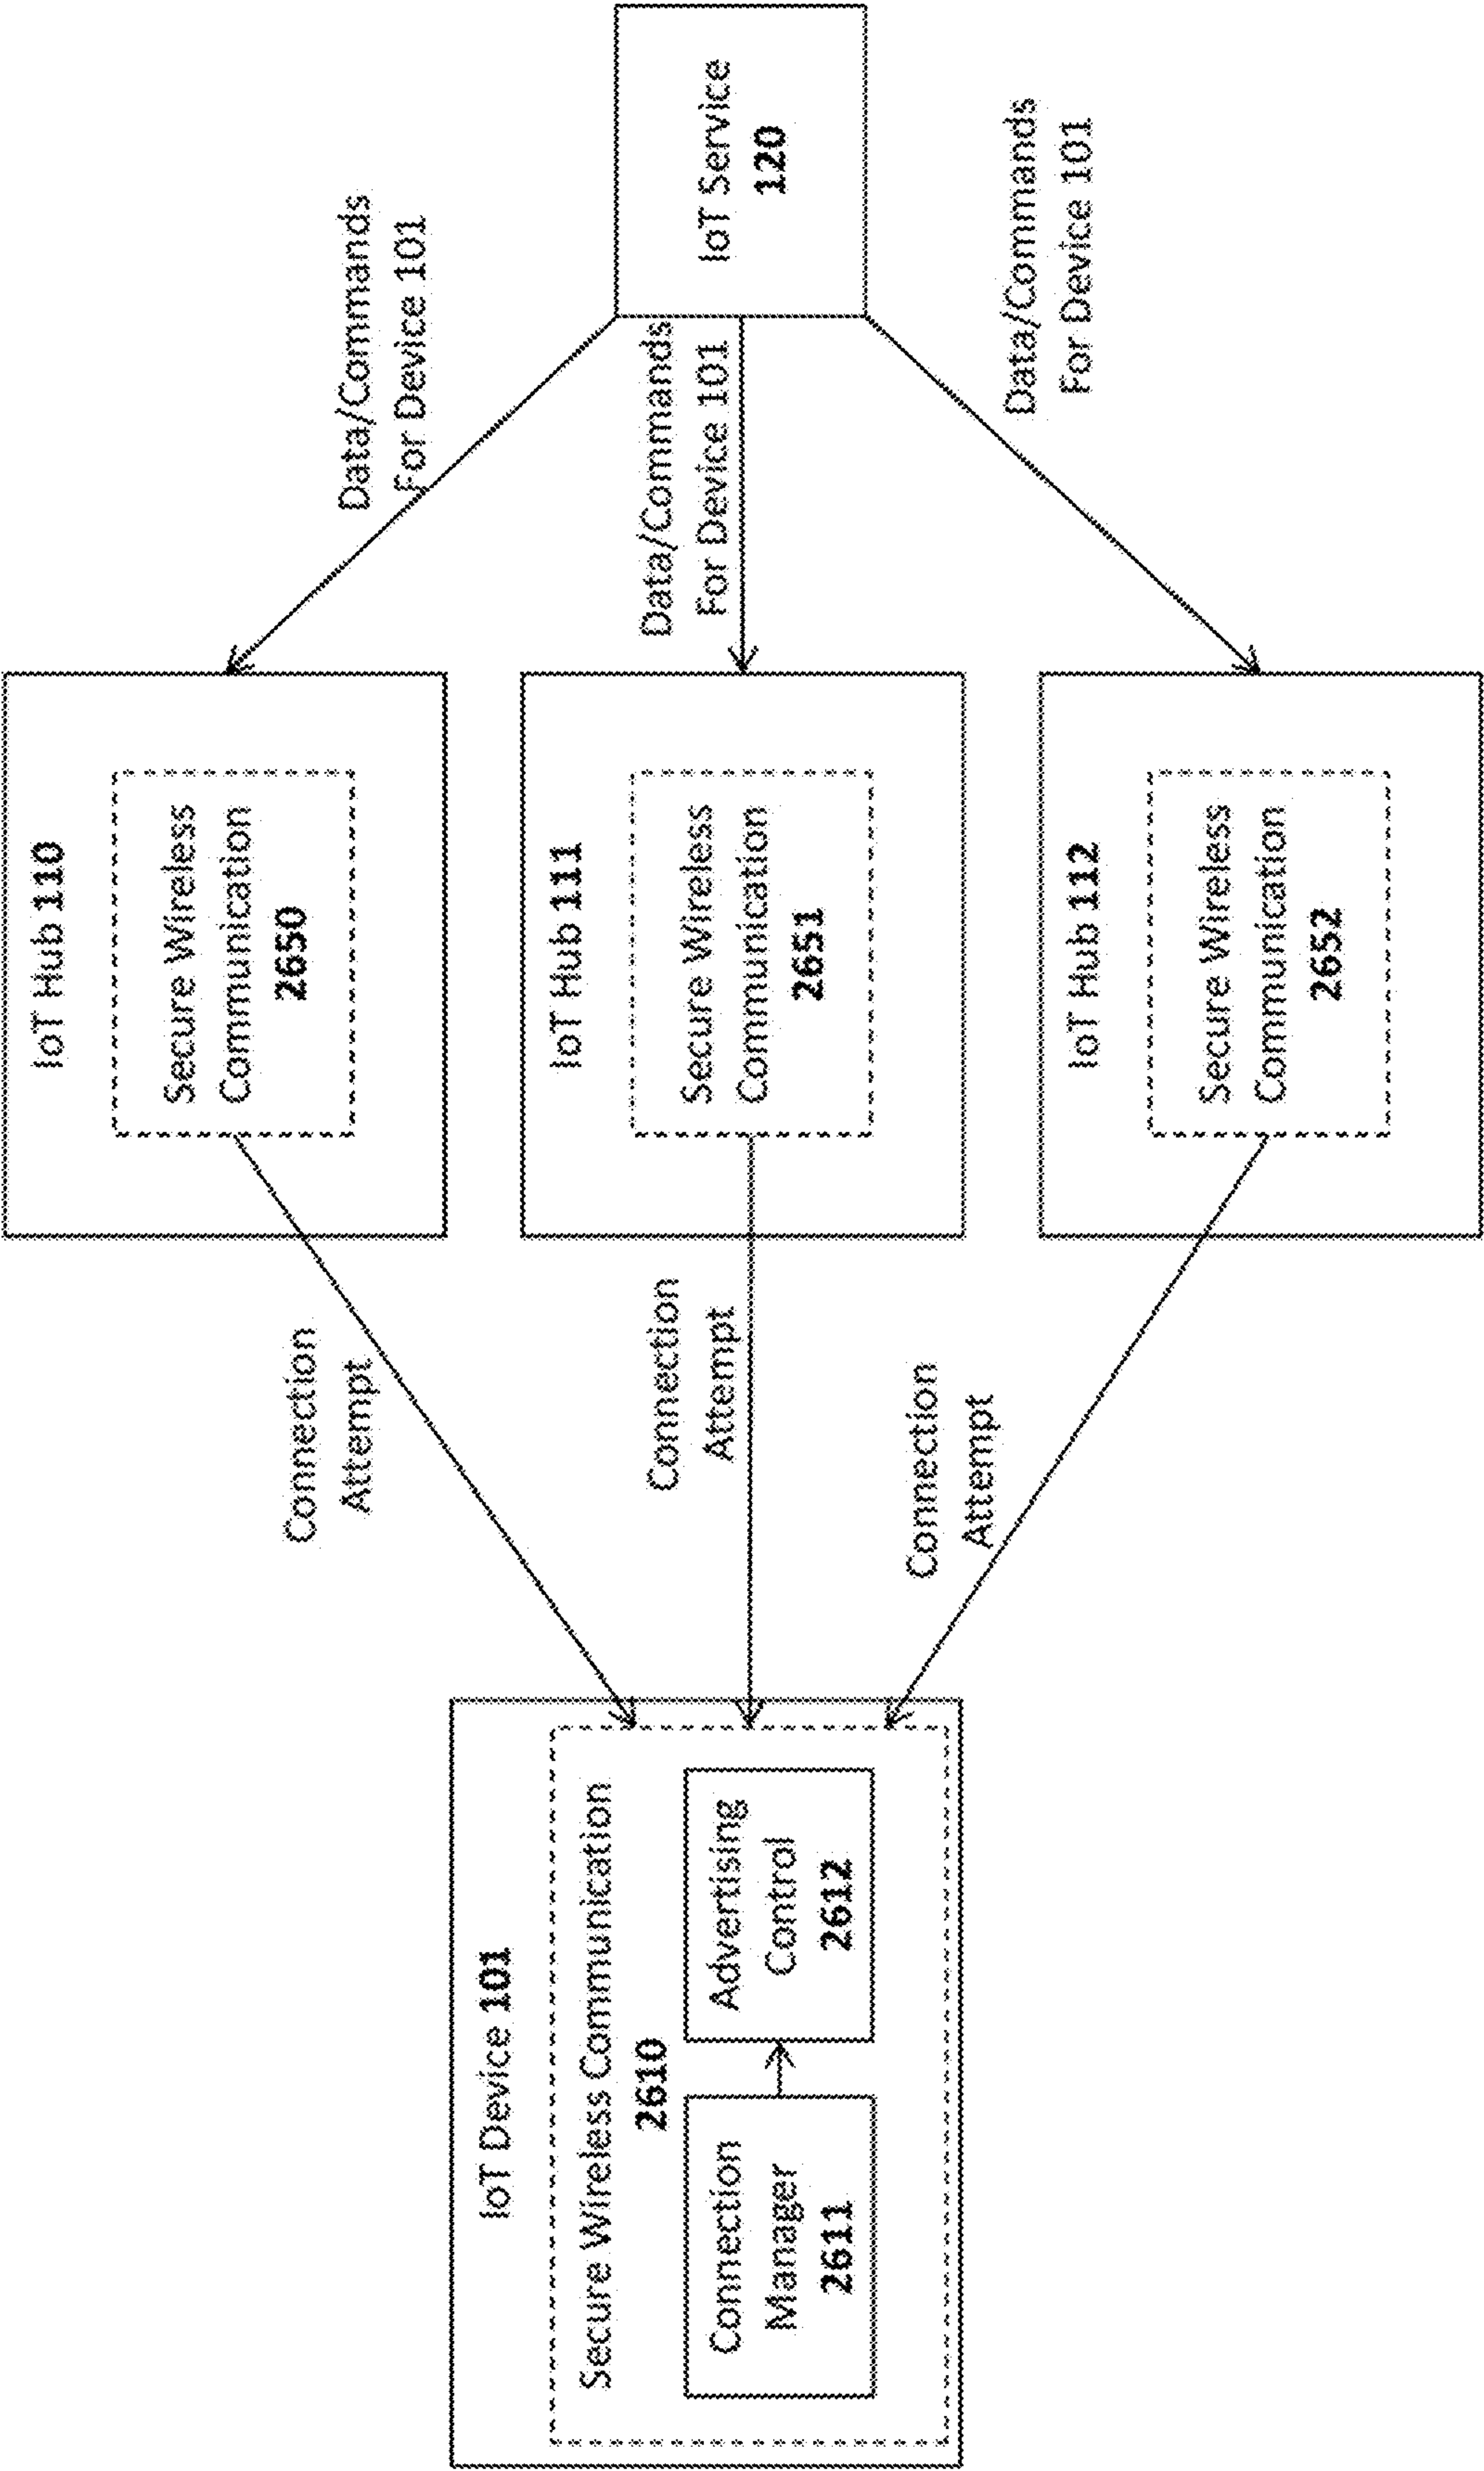 IoT Device 101
Secure Wireless Communication
2610
Connection
Manager
2611
Advertising
Control
2612
Connection
Attempt
Connection
Attempt
Connection
Attempt
IoT Hub 110
Secure Wireless
Communication
2650
IoT Hub 111
Secure Wireless
Communication
2651
IoT Hub 112
Secure Wireless
Communication
2652
Data/Commands
For Device 101
Data/Commands
For Device 101
Data/Commands
For Device 101
IoT Service
120